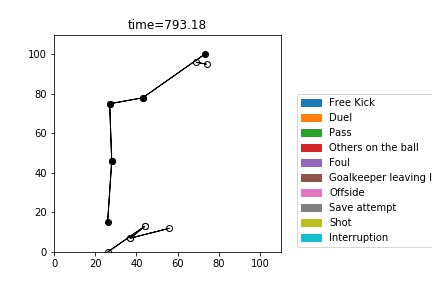 time=793.18
100
80
60
40
20
0
0 20 40 60 80 100
Free Kick
Duel
Pass
Others on the ball
Foul
Goalkeeper leaving l
Offside
Save attempt
Shot
Interruption